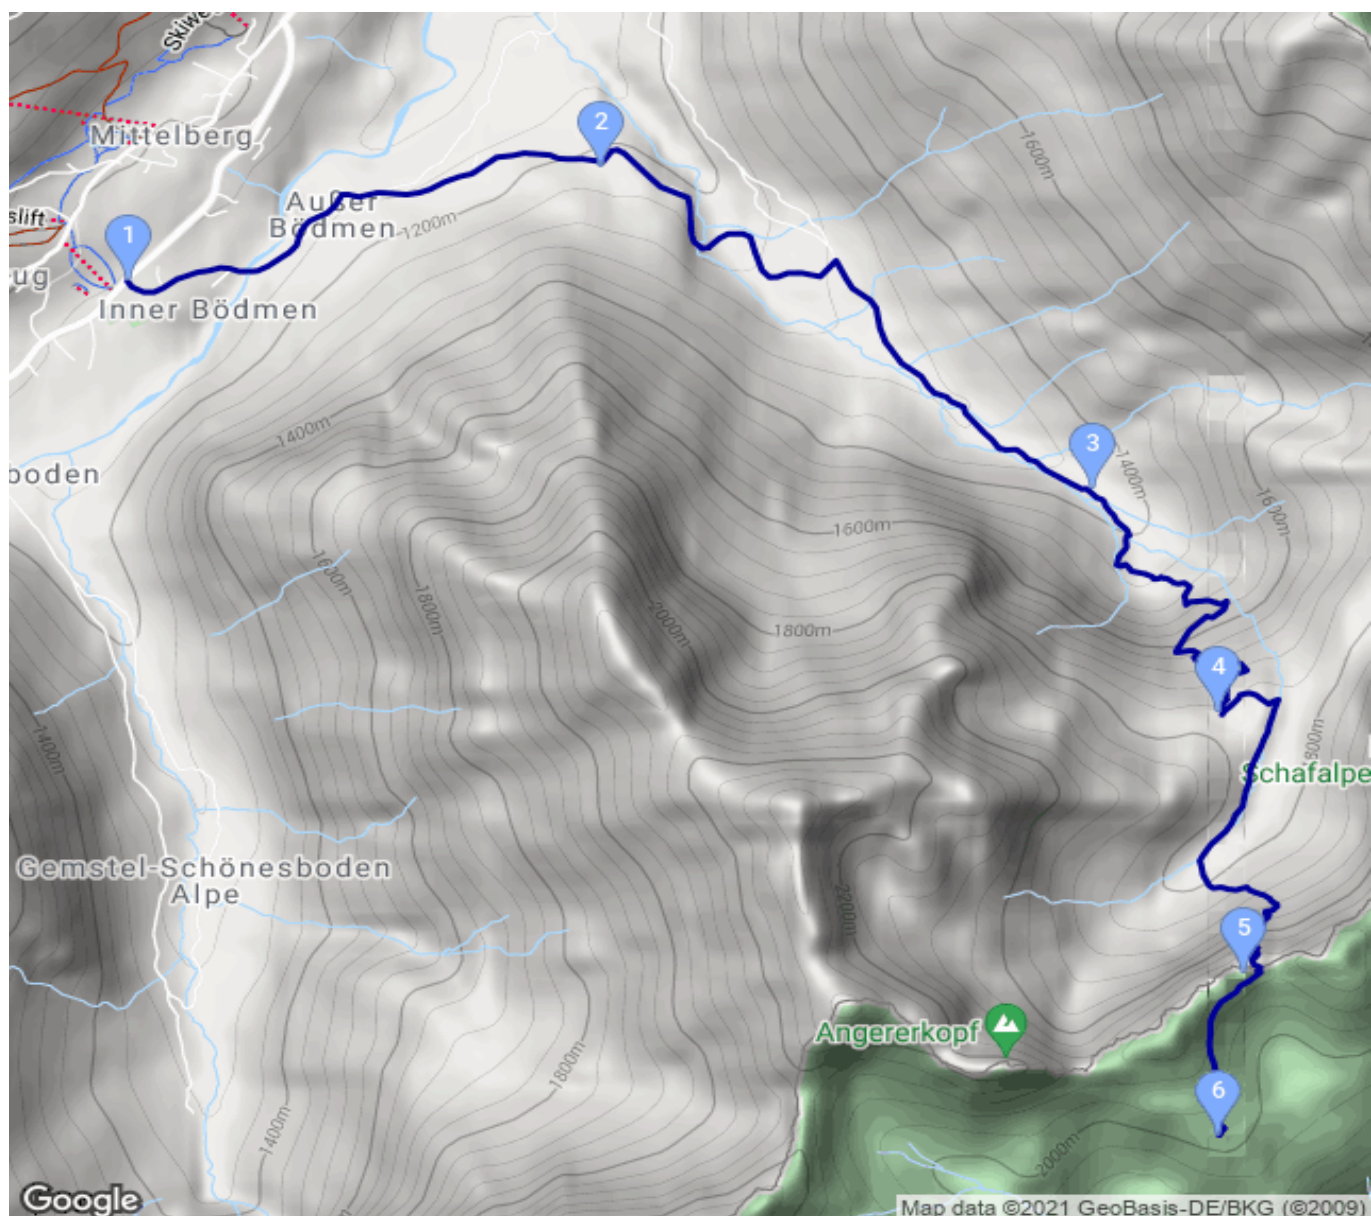 Skiwe
2
1600m
Mittelberg
Außer
Bödmen
slift
1
1200m
ug
Inner Bödmen
1400m
3
1400m
boden
1600m
1600m
1600m
1800m
2000m
1800m
4
1400m
1800m
Schafalpe
Gemstel-Schönesboden
Alpe
2200m
5
Angererkopf
1800m
6
1400m
2000m
Google
Map data ©2021 GeoBasis-DE/BKG (©2009)